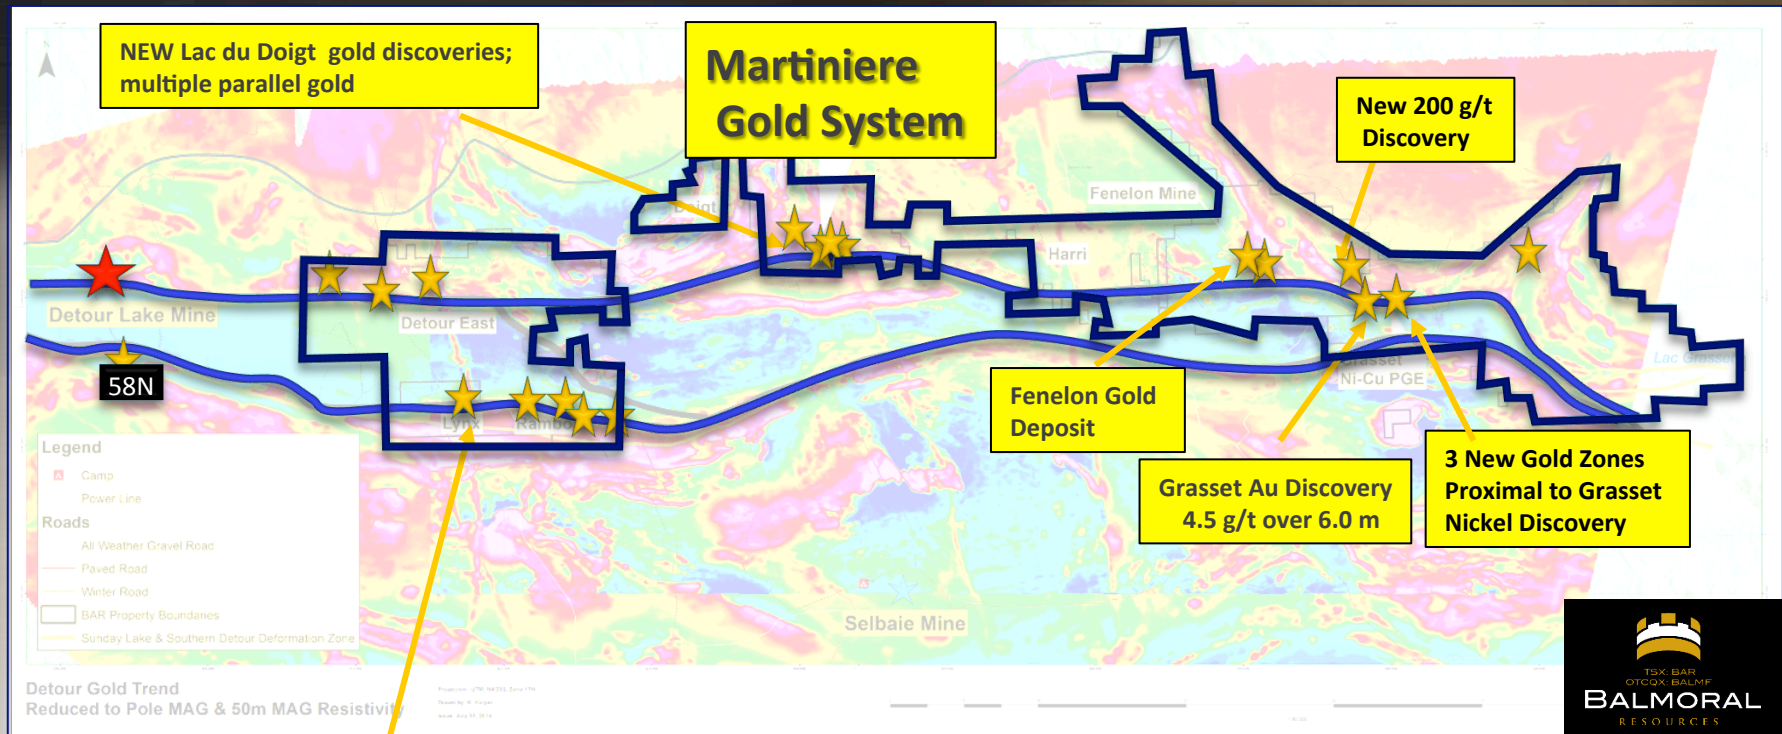 NEW Lac du Doigt gold discoveries;
multiple parallel gold
Martiniere
Gold System
New 200 g/t
Discovery
Fenelon Mine
Doigt
Harri
Detour Lake Mine
Detour East
58N
Lynx
Rambo
Grasset
Ni-Cu PGE
Lac Grasset
Fenelon Gold
Deposit
Grasset Au Discovery
4.5 g/t over 6.0 m
3 New Gold Zones
Proximal to Grasset
Nickel Discovery
Selbaie Mine
Legend
A Camp
Power Line
Roads
All Weather Gravel Road
Paved Road
Winter Road
BAR Property Boundaries
Sunday Lake & Southern Detour Deformation Zone
A
N
Detour Gold Trend
Reduced to Pole MAG & 50m MAG Resistivity
TSX: BAR
OTCQX: BALMF
BALMORAL
RESOURCES